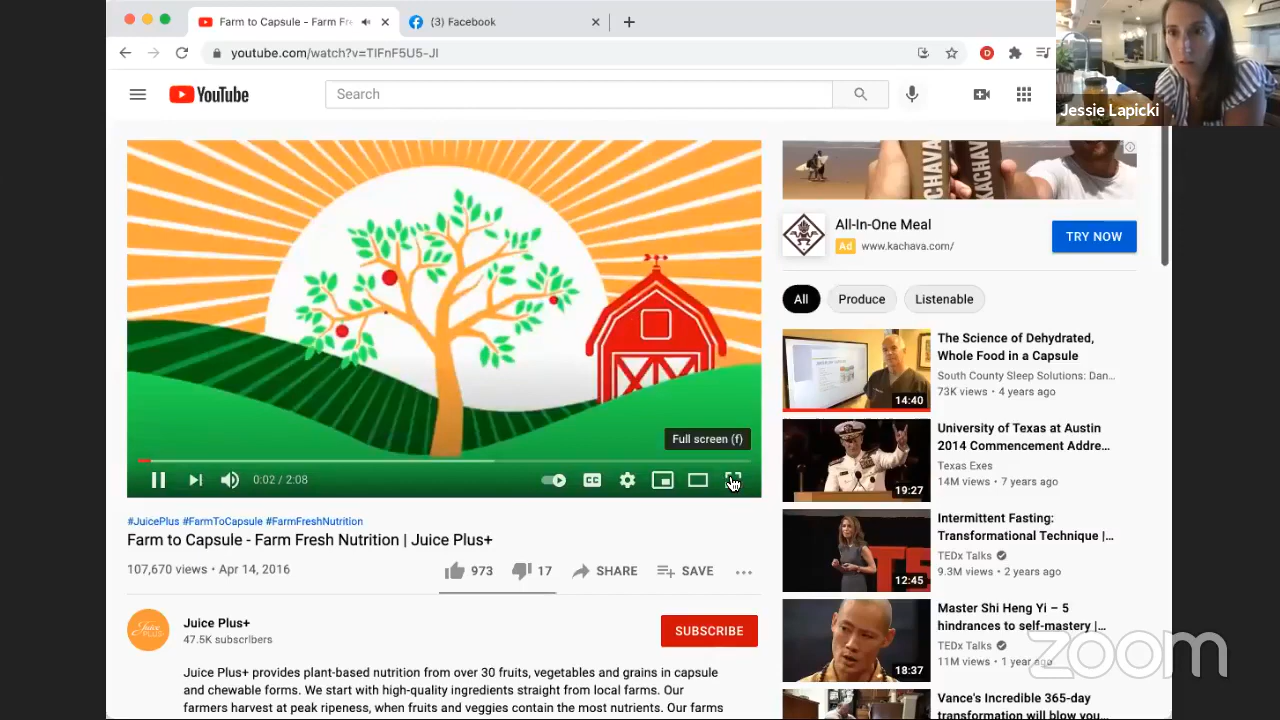 Farm to Capsule - Farm Fre
(3) Facebook
youtube.com/watch?v=TIFnF5U5-JI
D
Jessie Lapicki
YouTube
Search
KACHAVA
All-In-One Meal
Ad www.kachava.com/
TRY NOW
All
Produce
Listenable
Full screen (f)
0:02 / 2:08
CC
The Science of Dehydrated,
Whole Food in a Capsule
South County Sleep Solutions: Dan...
73K views • 4 years ago
14:40
University of Texas at Austin
2014 Commencement Addre...
Texas Exes
14M views • 7 years ago
19:27
Intermittent Fasting:
Transformational Technique |...
TEDx Talks
9.3M views • 2 years ago
12:45
Master Shi Heng Yi – 5
hindrances to self-mastery |...
TEDx Talks
11M views • 1 year ago
18:37
Vance's Incredible 365-day
transformation will blow you...
#JuicePlus #FarmToCapsule #FarmFreshNutrition
Farm to Capsule - Farm Fresh Nutrition | Juice Plus+
107,670 views • Apr 14, 2016
973
17
SHARE
SAVE
Juice PLUS+
Juice Plus+
47.5K subscribers
SUBSCRIBE
Juice Plus+ provides plant-based nutrition from over 30 fruits, vegetables and grains in capsule
and chewable forms. We start with high-quality ingredients straight from local farms. Our
farmers harvest at peak ripeness, when fruits and veggies contain the most nutrients. Our farms
zoom